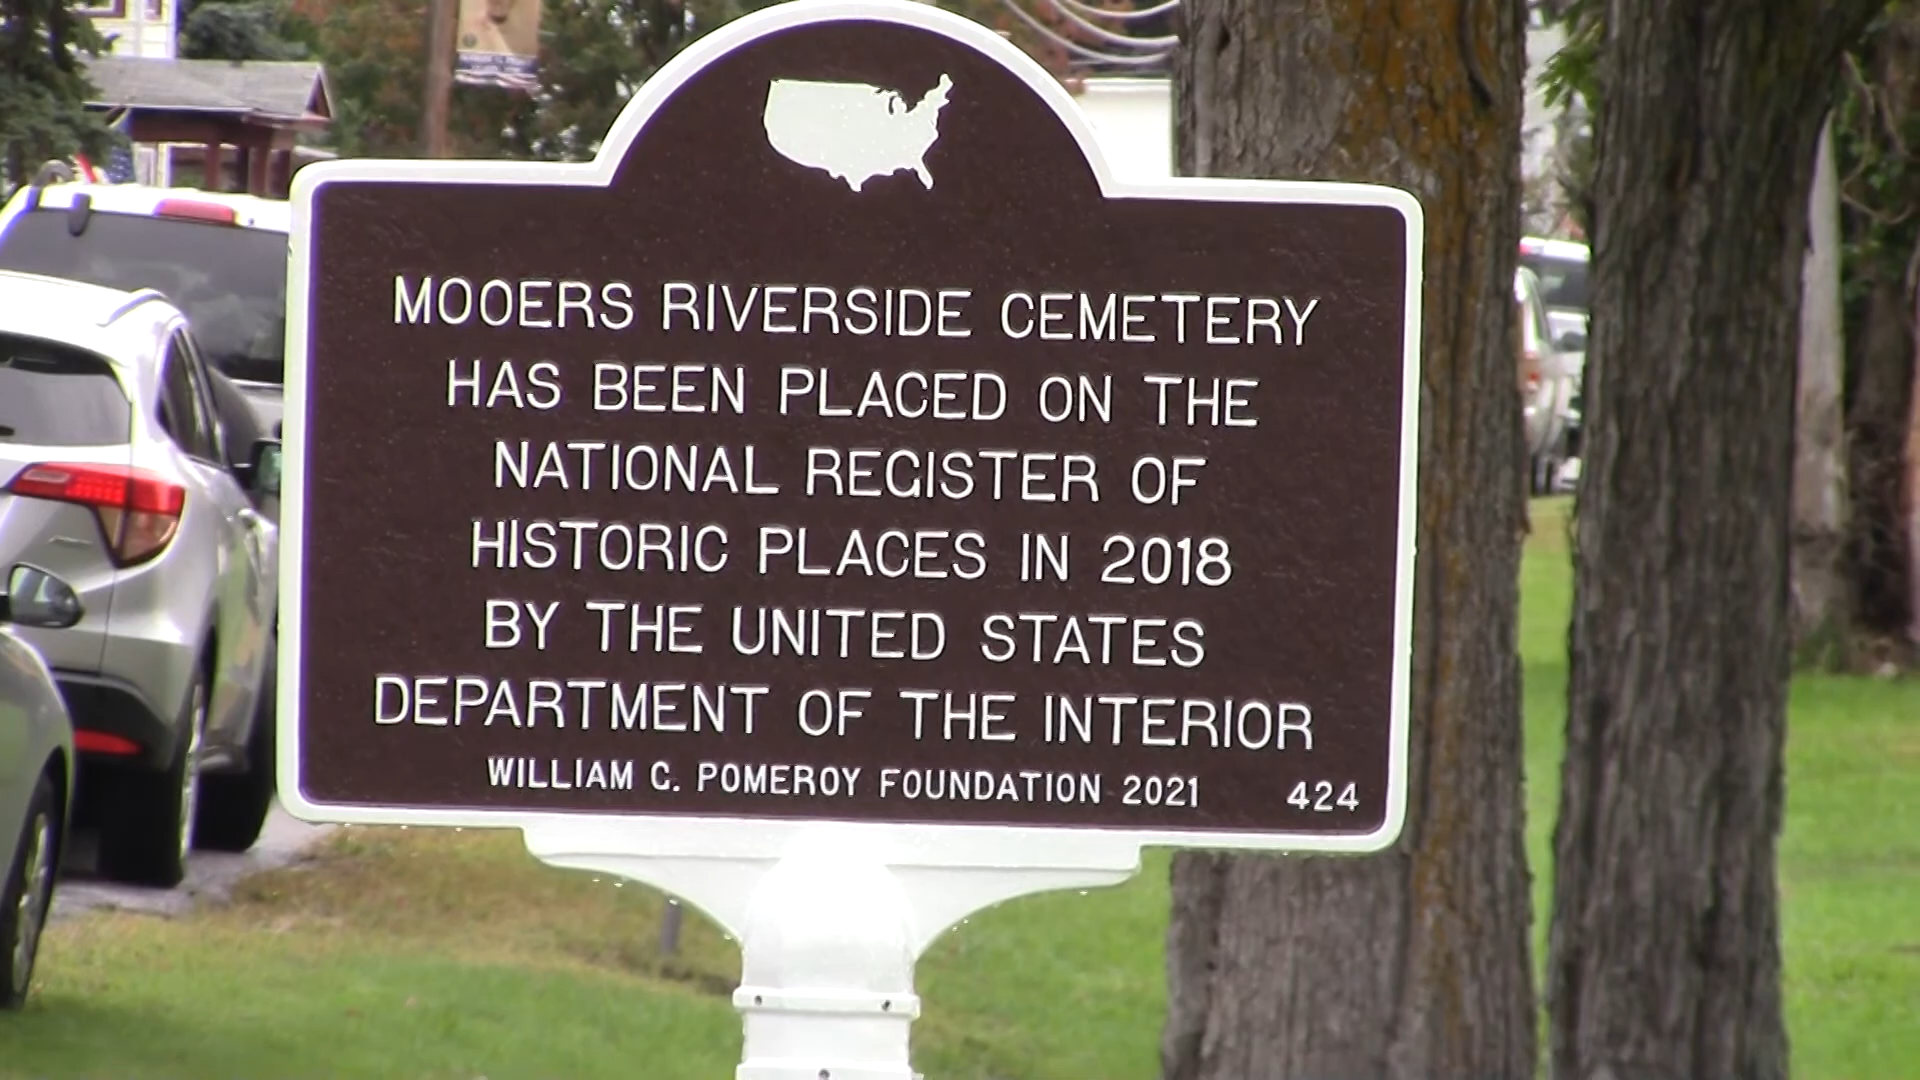 MOOERS RIVERSIDE CEMETERY
HAS BEEN PLACED ON THE
NATIONAL REGISTER OF
HISTORIC PLACES IN 2018
BY THE UNITED STATES
DEPARTMENT OF THE INTERIOR
WILLIAM G. POMEROY FOUNDATION 2021 424